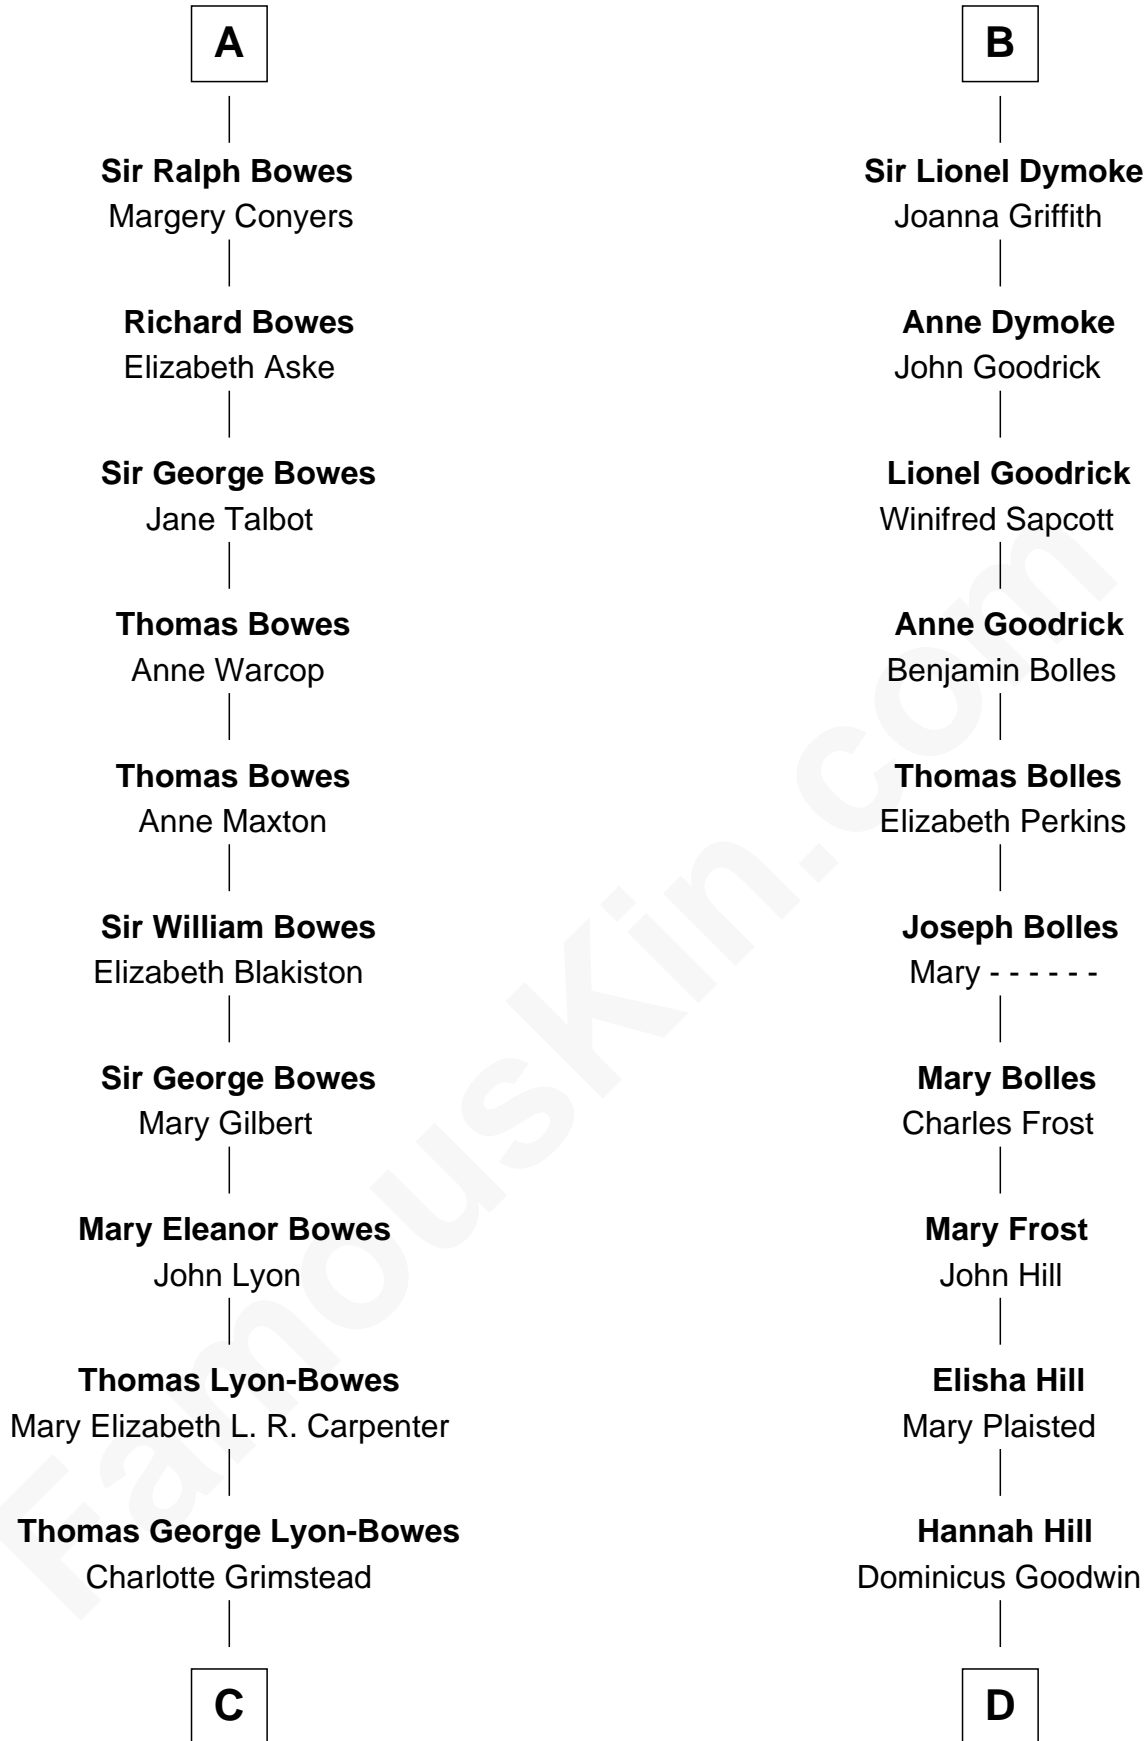 A
Sir Ralph Bowes
Margery Conyers
Richard Bowes
Elizabeth Aske
Sir George Bowes
Jane Talbot
Thomas Bowes
Anne Warcop
Thomas Bowes
Anne Maxton
Sir William Bowes
Elizabeth Blakiston
Sir George Bowes
Mary Gilbert
Mary Eleanor Bowes
John Lyon
Thomas Lyon-Bowes
Mary Elizabeth L. R. Carpenter
Thomas George Lyon-Bowes
Charlotte Grimstead
C
B
Sir Lionel Dymoke
Joanna Griffith
Anne Dymoke
John Goodrick
Lionel Goodrick
Winifred Sapcott
Anne Goodrick
Benjamin Bolles
Thomas Bolles
Elizabeth Perkins
Joseph Bolles
Mary - - - - - -
Mary Bolles
Charles Frost
Mary Frost
John Hill
Elisha Hill
Mary Plaisted
Hannah Hill
Dominicus Goodwin
D
FamousKin.com